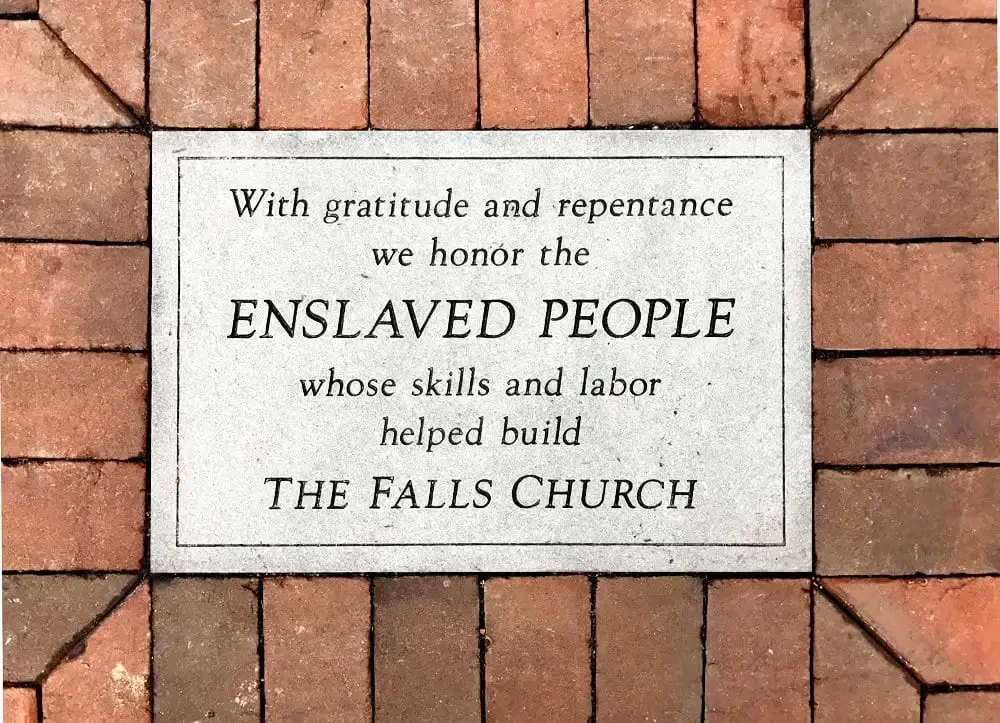 With gratitude and repentance
we honor the
ENSLAVED PEOPLE
whose skills and labor
helped build
THE FALLS CHURCH